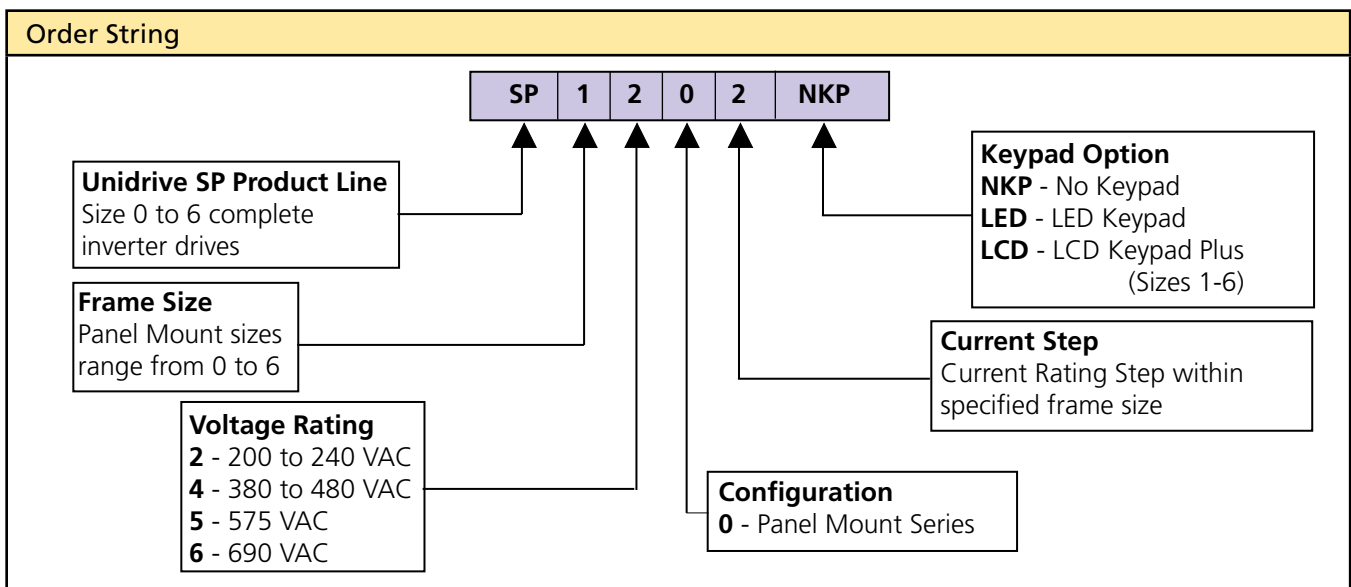 Order String
SP 1 2 0 2 NKP
Unidrive SP Product Line
Size 0 to 6 complete
inverter drives
Frame Size
Panel Mount sizes
range from 0 to 6
Voltage Rating
2 - 200 to 240 VAC
4 - 380 to 480 VAC
5 - 575 VAC
6 - 690 VAC
Configuration
0 - Panel Mount Series
Current Step
Current Rating Step within
specified frame size
Keypad Option
NKP - No Keypad
LED - LED Keypad
LCD - LCD Keypad Plus
(Sizes 1-6)